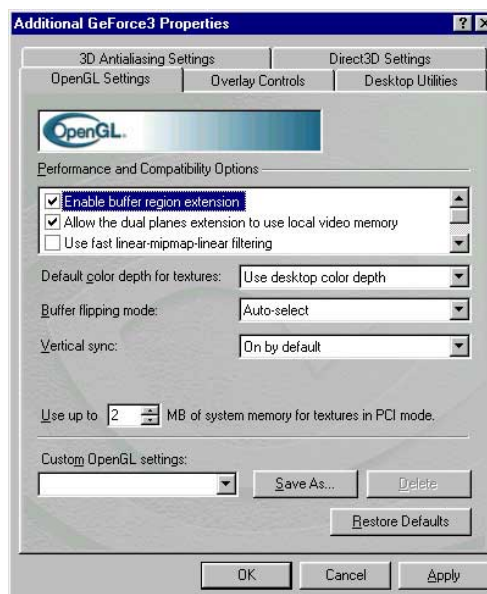 Additional GeForce3 Properties
3D Antialiasing Settings Direct3D Settings
OpenGL Settings Overlay Controls Desktop Utilities
OpenGL.
Performance and Compatibility Options
Enable buffer region extension
Allow the dual planes extension to use local video memory
Use fast linear-mipmap-linear filtering
Default color depth for textures: Use desktop color depth
Buffer flipping mode: Auto-select
Vertical sync: On by default
Use up to 2 MB of system memory for textures in PCI mode.
Custom OpenGL settings:
Save As... Delete
Restore Defaults
OK Cancel Apply